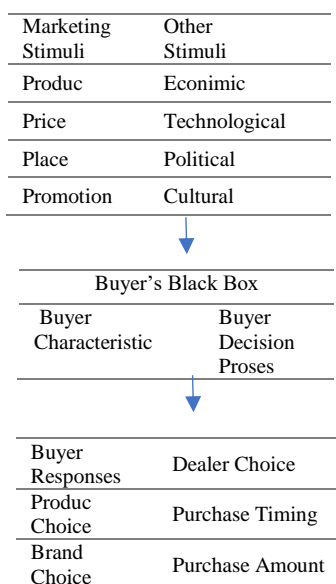 Marketing Other
Stimuli Stimuli
Produc Econimic
Price Technological
Place Political
Promotion Cultural
Buyer’s Black Box
Buyer Buyer
Characteristic Decision
Proses
Buyer
Responses Dealer Choice
Produc
Choice Purchase Timing
Brand
Choice Purchase Amount